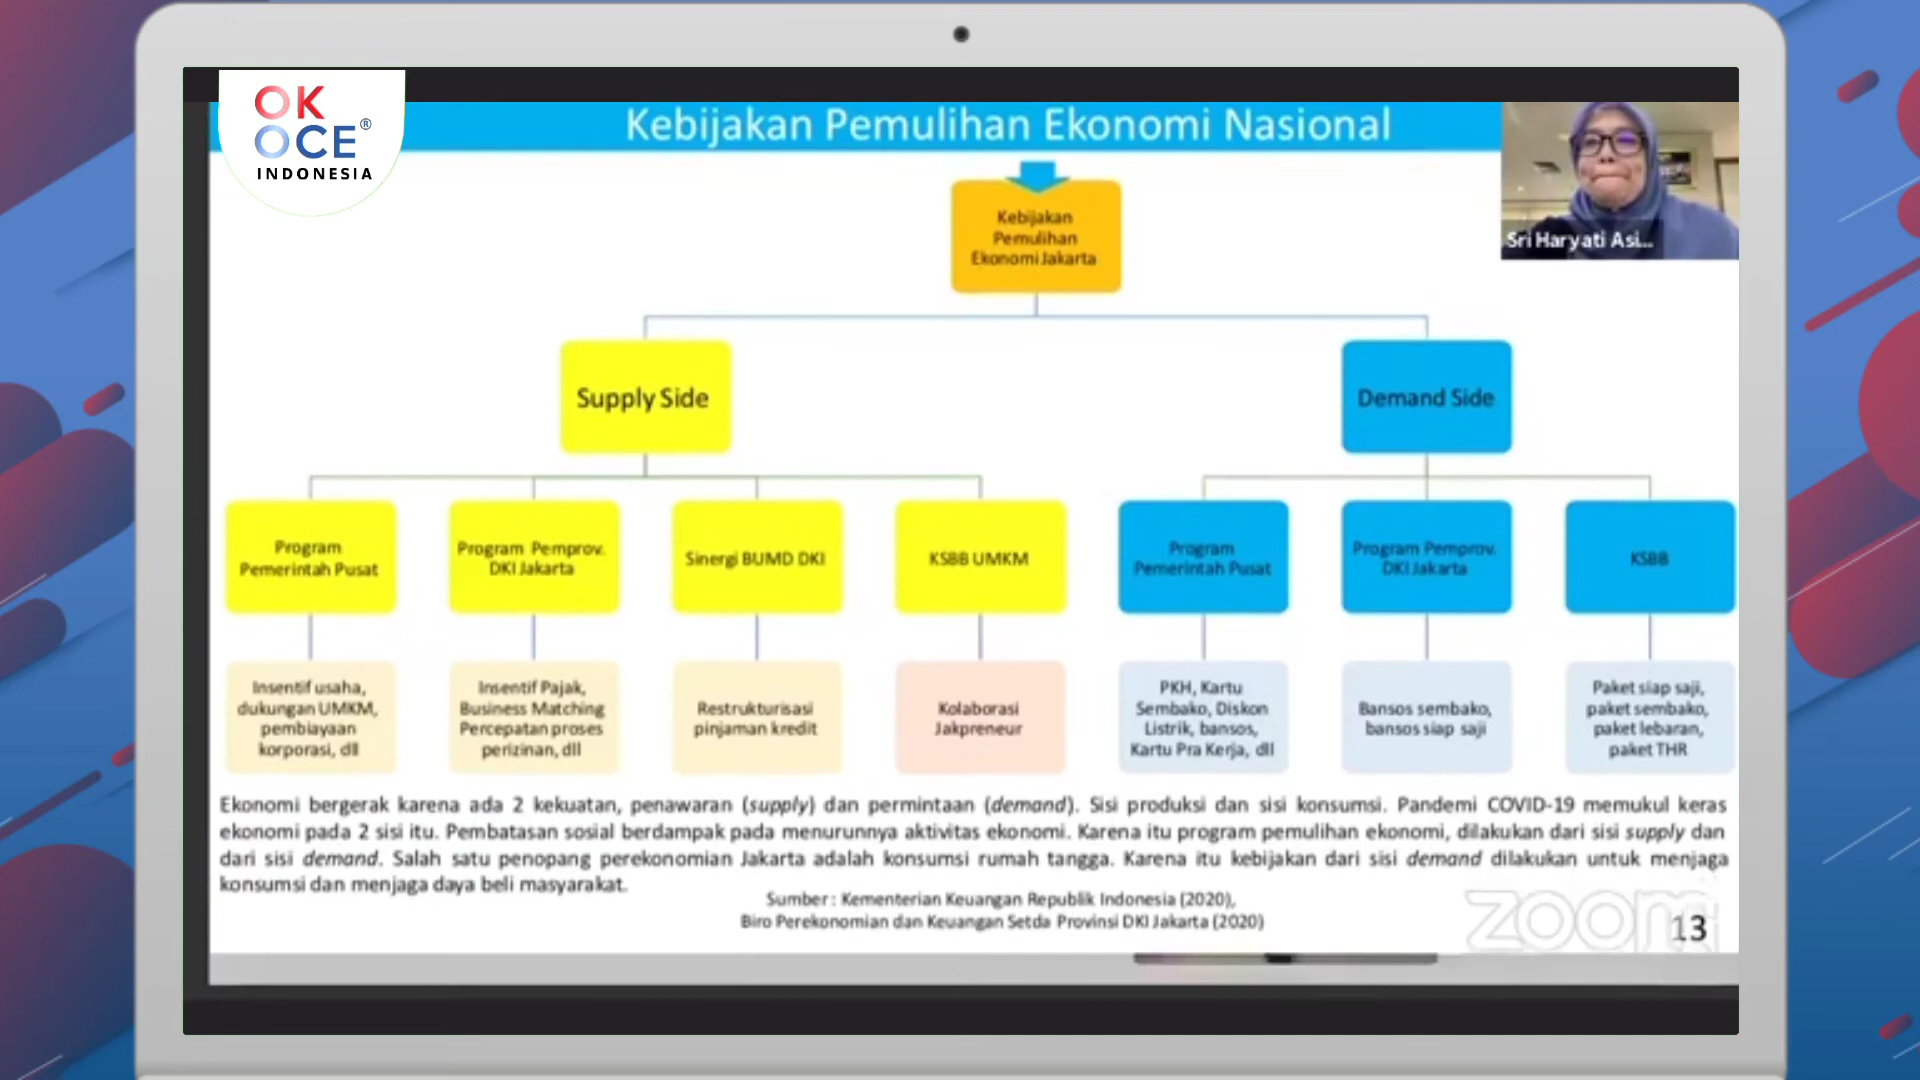 OK
OCE®
INDONESIA
Kebijakan Pemulihan Ekonomi Nasional
Sri Haryati Asi...
Kebijakan
Pemulihan
Ekonomi Jakarta
Supply Side
Demand Side
Program
Pemerintah Pusat
Program Pemprov.
DKI Jakarta
Sinergi BUMD DKI
KSBB UMKM
Program
Pemerintah Pusat
Program Pemprov.
DKI Jakarta
KSBB
Insentif usaha,
dukungan UMKM,
pembiayaan
korporasi, dll
Insentif Pajak,
Business Matching
Percepatan proses
perizinan, dll
Restrukturisasi
pinjaman kredit
Kolaborasi
Jakpreneur
PKH, Kartu
Sembako, Diskon
Listrik, bansos,
Kartu Pra Kerja, dll
Bansos sembako,
bansos siap saji
Paket siap saji,
paket sembako,
paket lebaran,
paket THR
Ekonomi bergerak karena ada 2 kekuatan, penawaran (supply) dan permintaan (demand). Sisi produksi dan sisi konsumsi. Pandemi COVID-19 memukul keras
ekonomi pada 2 sisi itu. Pembatasan sosial berdampak pada menurunnya aktivitas ekonomi. Karena itu program pemulihan ekonomi, dilakukan dari sisi supply dan
dari sisi demand. Salah satu penopang perekonomian Jakarta adalah konsumsi rumah tangga. Karena itu kebijakan dari sisi demand dilakukan untuk menjaga
konsumsi dan menjaga daya beli masyarakat.
Sumber : Kementerian Keuangan Republik Indonesia (2020),
Biro Perekonomian dan Keuangan Setda Provinsi DKI Jakarta (2020)
zoom
13